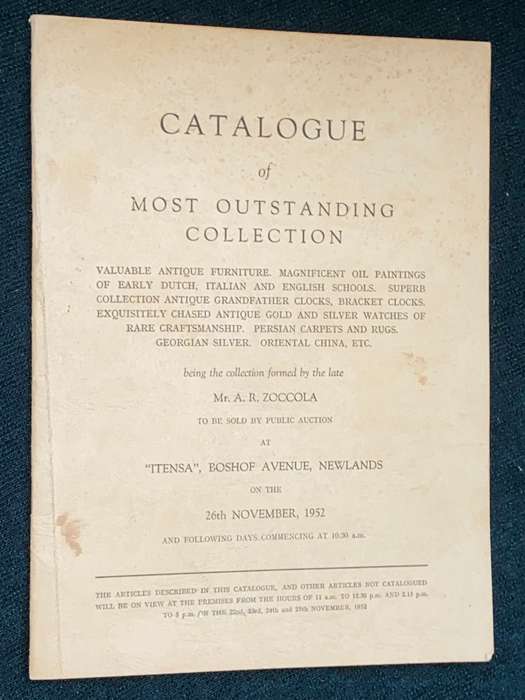 CATALOGUE
of
MOST OUTSTANDING
COLLECTION
VALUABLE ANTIQUE FURNITURE. MAGNIFICENT OIL PAINTINGS
OF EARLY DUTCH, ITALIAN AND ENGLISH SCHOOLS. SUPERB
COLLECTION ANTIQUE GRANDFATHER CLOCKS, BRACKET CLOCKS.
EXQUISITELY CHASED ANTIQUE GOLD AND SILVER WATCHES OF
RARE CRAFTSMANSHIP. PERSIAN CARPETS AND RUGS.
GEORGIAN SILVER. ORIENTAL CHINA, ETC.
being the collection formed by the late
Mr. A. R. ZOCCOLA
TO BE SOLD BY PUBLIC AUCTION
AT
"ITENSA", BOSHOF AVENUE, NEWLANDS
ON THE
26th NOVEMBER, 1952
AND FOLLOWING DAYS COMMENCING AT 10.30 a.m.
THE ARTICLES DESCRIBED IN THIS CATALOGUE, AND OTHER ARTICLES NOT CATALOGUED
WILL BE ON VIEW AT THE PREMISES FROM THE HOURS OF 11 a.m. TO 12.30 p.m. AND 2.15 p.m.
TO 5 p.m. ON THE 22nd, 23rd, 24th and 25th NOVEMBER, 1952